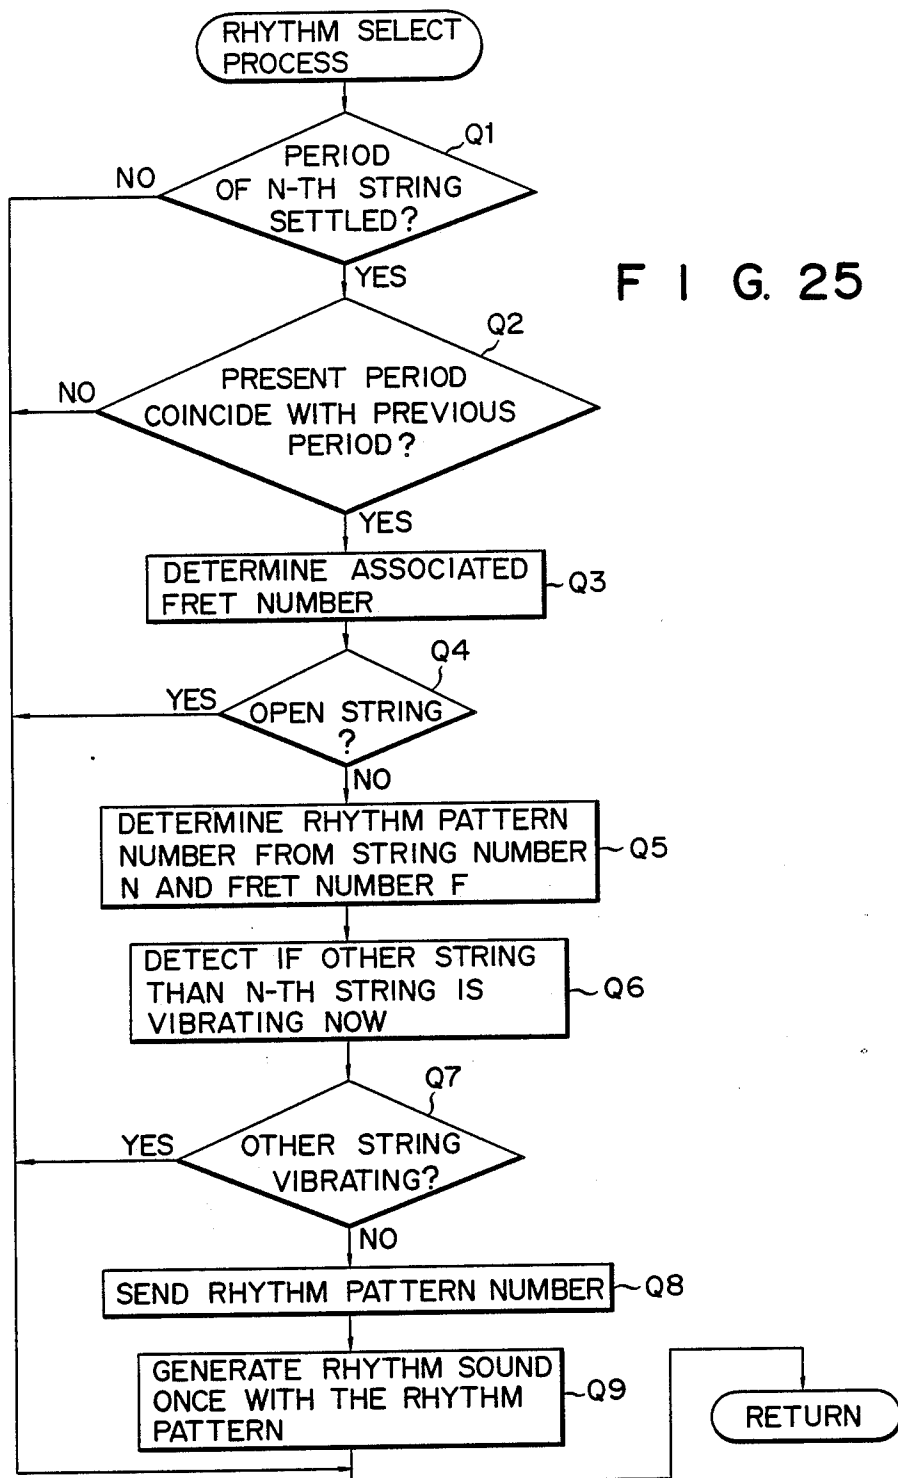 RHYTHM SELECT
PROCESS
Q1
PERIOD
OF N-TH STRING
SETTLED?
NO
YES
F I G. 25
Q2
PRESENT PERIOD
COINCIDE WITH PREVIOUS
PERIOD?
NO
YES
DETERMINE ASSOCIATED
FRET NUMBER
Q3
Q4
OPEN STRING
?
YES
NO
DETERMINE RHYTHM PATTERN
NUMBER FROM STRING NUMBER
N AND FRET NUMBER F
Q5
DETECT IF OTHER STRING
THAN N-TH STRING IS
VIBRATING NOW
Q6
Q7
OTHER STRING
VIBRATING?
YES
NO
SEND RHYTHM PATTERN NUMBER
Q8
GENERATE RHYTHM SOUND
ONCE WITH THE RHYTHM
PATTERN
Q9
RETURN